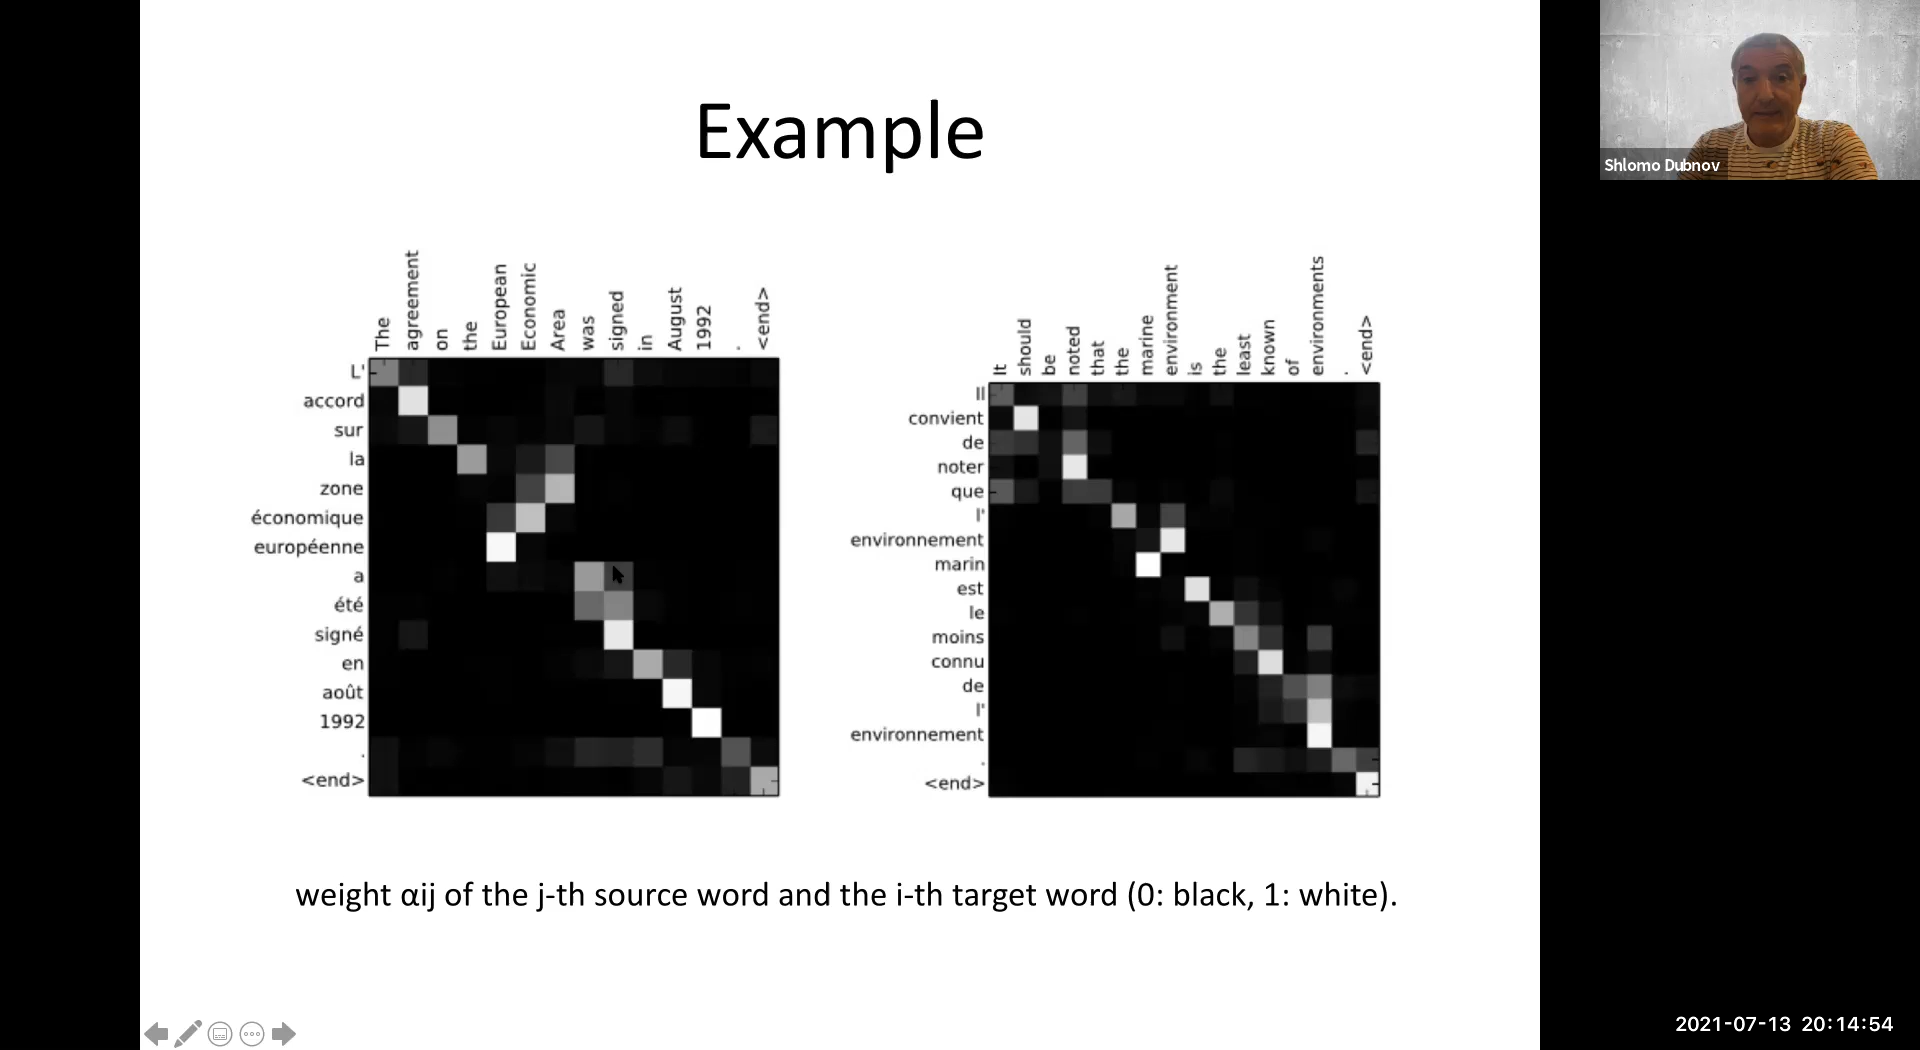 Example
Shlomo Dubnov
The
agreement
on
the
European
Economic
Area
was
signed
in
August
1992
.
<end>
L'
accord
sur
la
zone
économique
européenne
a
été
signé
en
août
1992
.
<end>
It
should
be
noted
that
the
marine
environment
is
the
least
known
of
environments
.
<end>
Il
convient
de
noter
que
l'
environnement
marin
est
le
moins
connu
de
l'
environnement
.
<end>
weight αij of the j-th source word and the i-th target word (0: black, 1: white).
2021-07-13 20:14:54